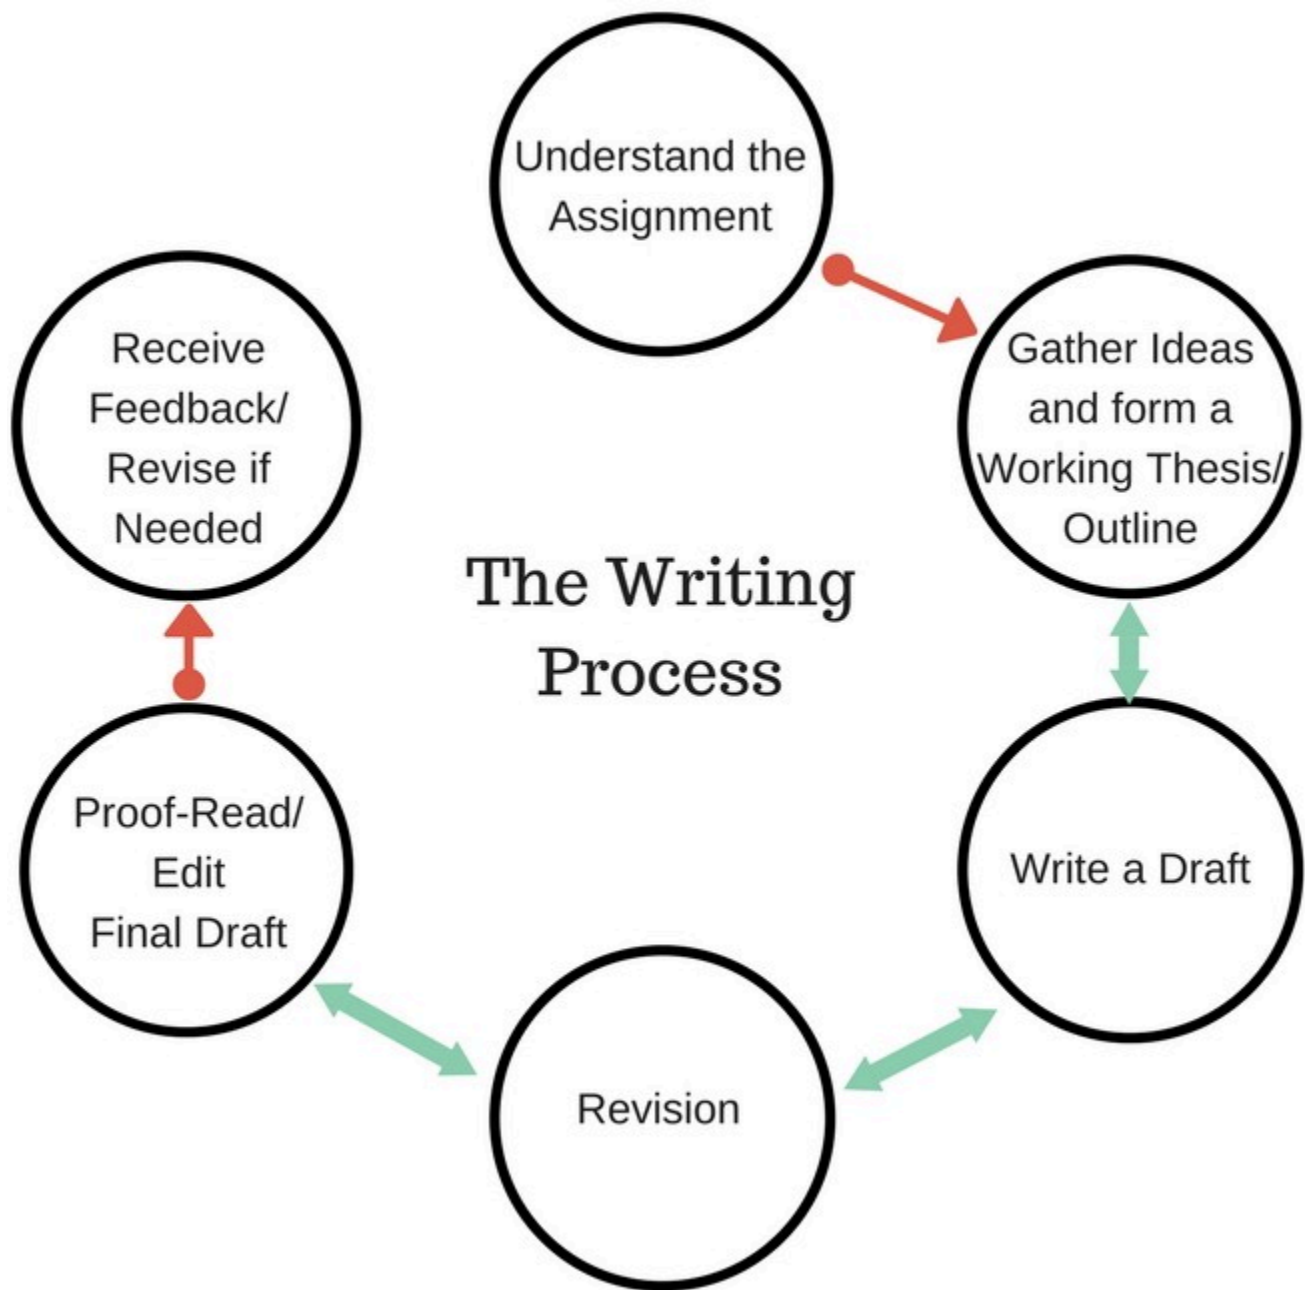 Understand the
Assignment
Gather Ideas
and form a
Working Thesis/
Outline
Write a Draft
Revision
Proof-Read/
Edit
Final Draft
Receive
Feedback/
Revise if
Needed
The Writing
Process